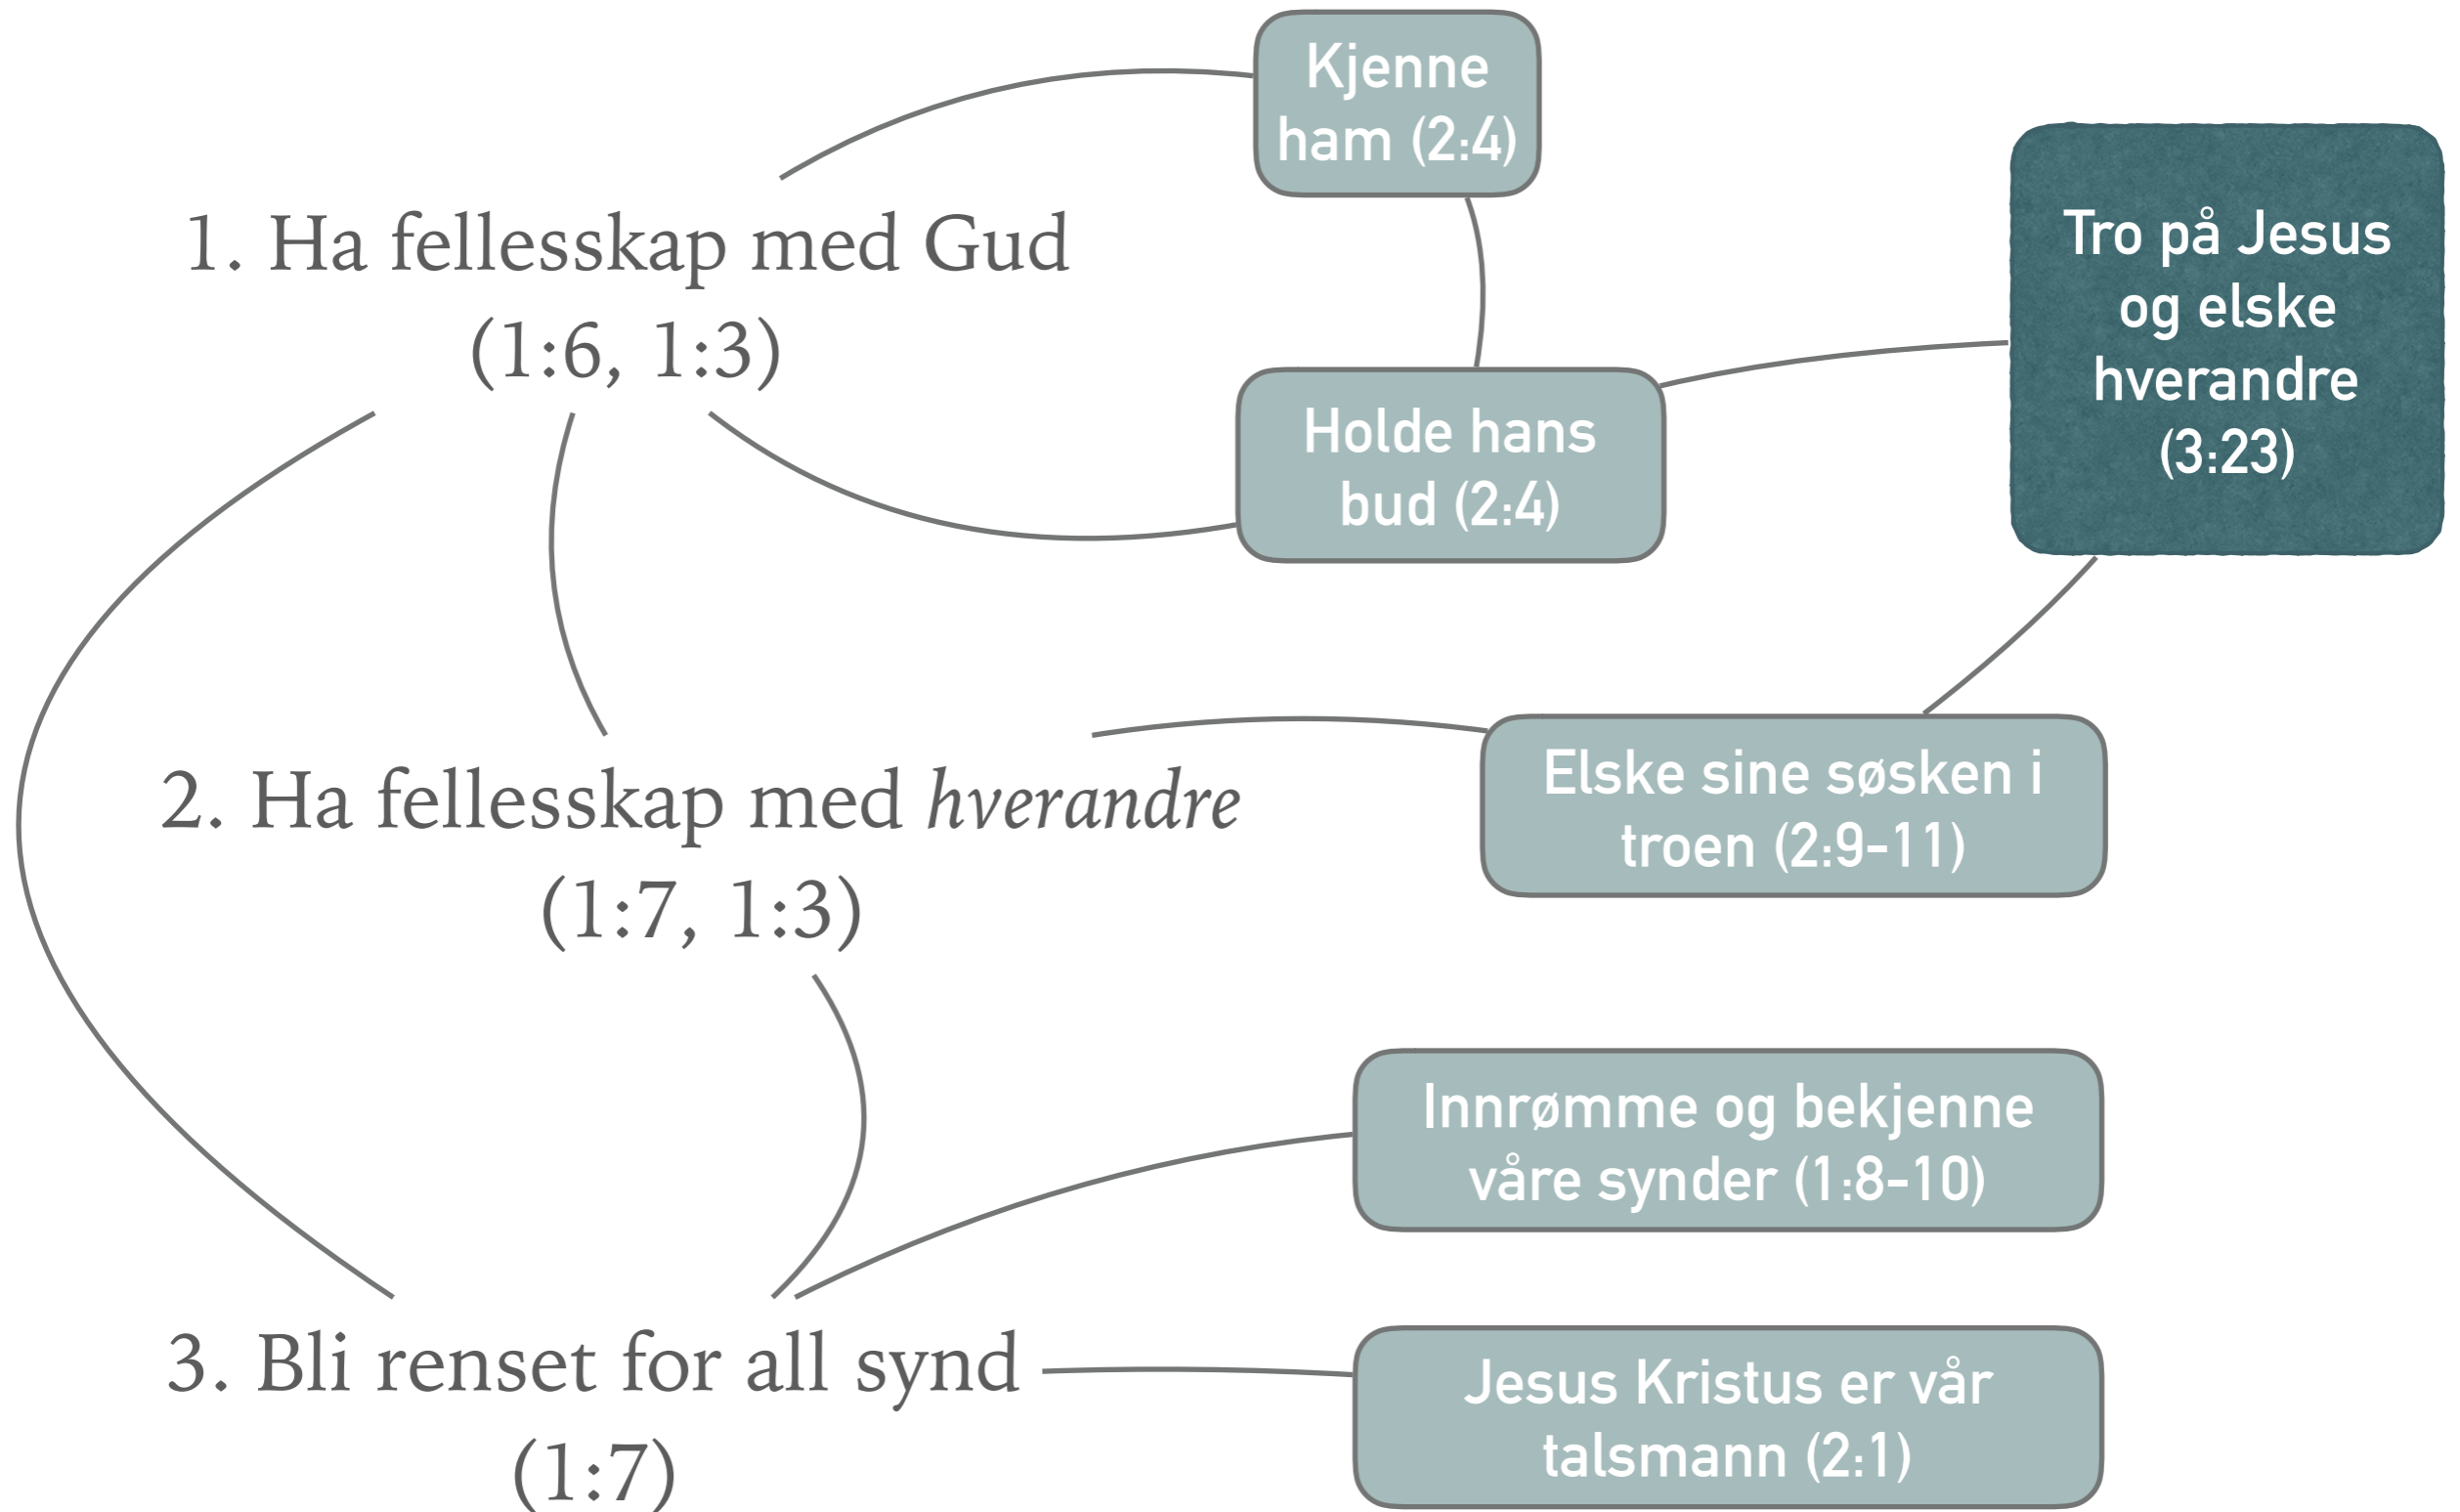 Kjenne
ham (2:4)
1. Ha fellesskap med Gud
(1:6, 1:3)
Tro på Jesus
og elske
hverandre
(3:23)
Holde hans
bud (2:4)
2. Ha fellesskap med hverandre
(1:7, 1:3)
Elske sine søsken i
troen (2:9-11)
Innrømme og bekjenne
våre synder (1:8-10)
3. Bli renset for all synd
(1:7)
Jesus Kristus er vår
talsmann (2:1)